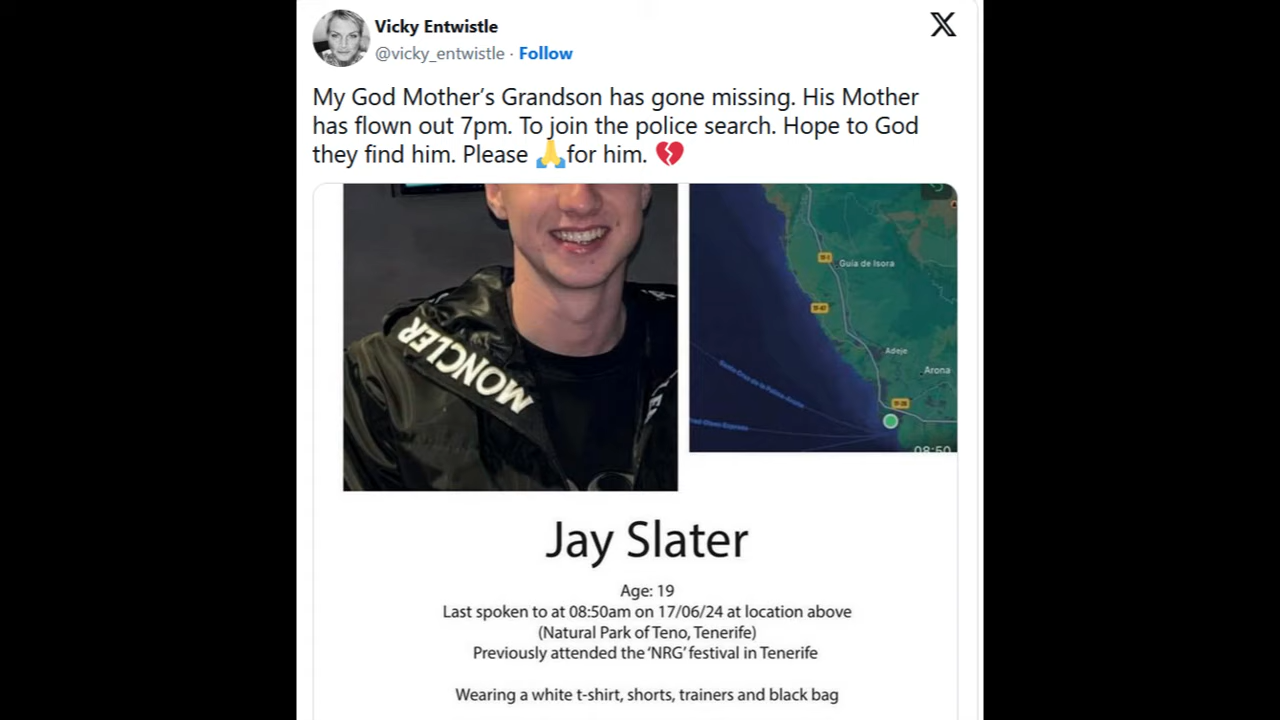 Vicky Entwistle
@vicky_entwistle · Follow
My God Mother's Grandson has gone missing. His Mother
has flown out 7pm. To join the police search. Hope to God
they find him. Please 🙏for him. 💔
MONCLER
Guía de Isora
Adeje
Arona
08:50
Jay Slater
Age: 19
Last spoken to at 08:50am on 17/06/24 at location above
(Natural Park of Teno, Tenerife)
Previously attended the 'NRG' festival in Tenerife
Wearing a white t-shirt, shorts, trainers and black bag